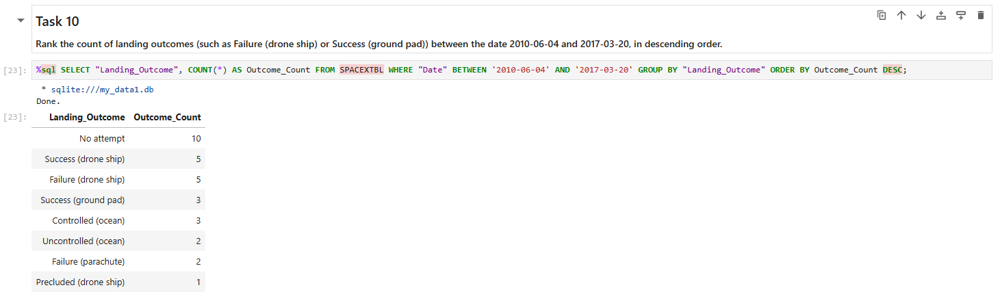 Task 10
Rank the count of landing outcomes (such as Failure (drone ship) or Success (ground pad)) between the date 2010-06-04 and 2017-03-20, in descending order.
[23]: %sql SELECT "Landing_Outcome", COUNT(*) AS Outcome_Count FROM SPACEXTBL WHERE "Date" BETWEEN '2010-06-04' AND '2017-03-20' GROUP BY "Landing_Outcome" ORDER BY Outcome_Count DESC;
* sqlite:///my_data1.db
Done.
[23]: Landing_Outcome Outcome_Count
No attempt 10
Success (drone ship) 5
Failure (drone ship) 5
Success (ground pad) 3
Controlled (ocean) 3
Uncontrolled (ocean) 2
Failure (parachute) 2
Precluded (drone ship) 1